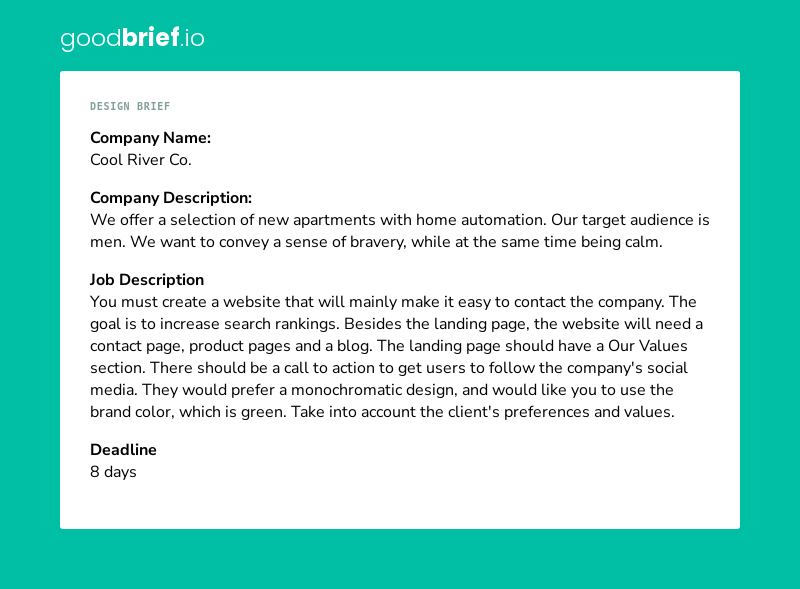 goodbrief.io
DESIGN BRIEF
Company Name:
Cool River Co.
Company Description:
We offer a selection of new apartments with home automation. Our target audience is
men. We want to convey a sense of bravery, while at the same time being calm.
Job Description
You must create a website that will mainly make it easy to contact the company. The
goal is to increase search rankings. Besides the landing page, the website will need a
contact page, product pages and a blog. The landing page should have a Our Values
section. There should be a call to action to get users to follow the company's social
media. They would prefer a monochromatic design, and would like you to use the
brand color, which is green. Take into account the client's preferences and values.
Deadline
8 days